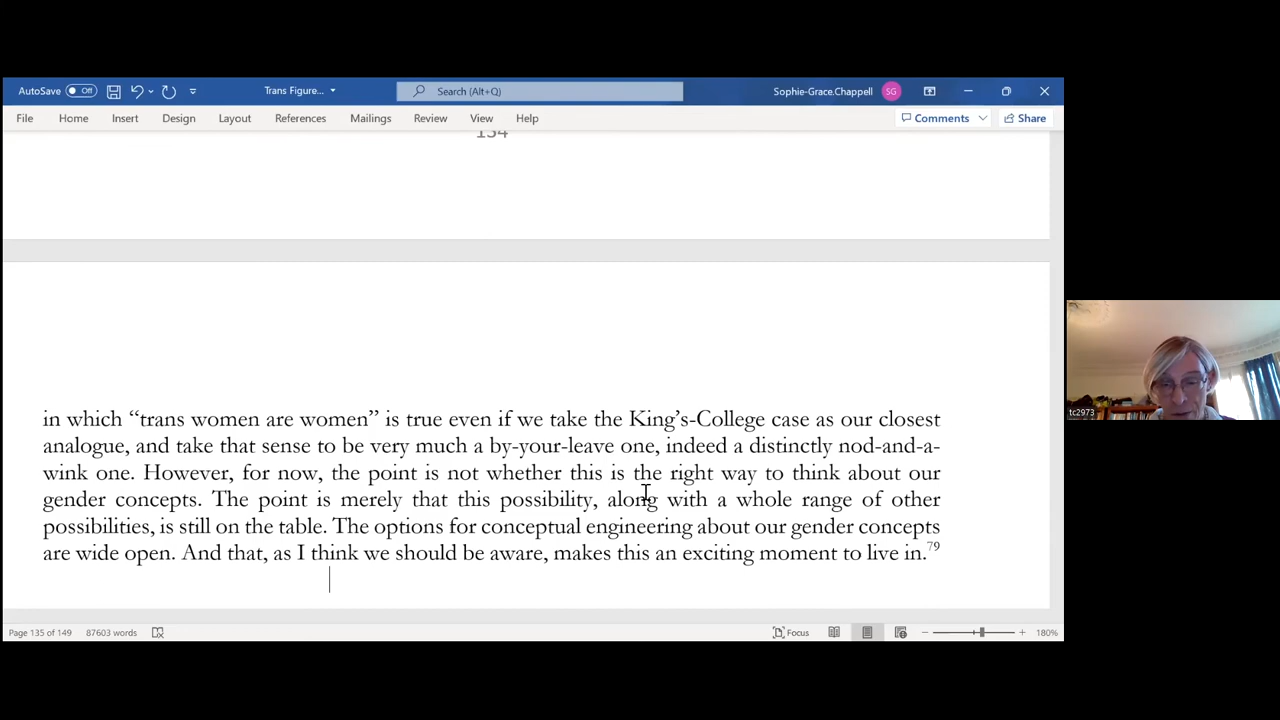 AutoSave Off Trans Figure... Search (Alt+Q) Sophie-Grace.Chappell SG
File Home Insert Design Layout References Mailings Review View Help Comments Share
134
in which “trans women are women” is true even if we take the King’s-College case as our closest
analogue, and take that sense to be very much a by-your-leave one, indeed a distinctly nod-and-a-
wink one. However, for now, the point is not whether this is the right way to think about our
gender concepts. The point is merely that this possibility, along with a whole range of other
possibilities, is still on the table. The options for conceptual engineering about our gender concepts
are wide open. And that, as I think we should be aware, makes this an exciting moment to live in.79
tc2973
Page 135 of 149 87603 words Focus 180%